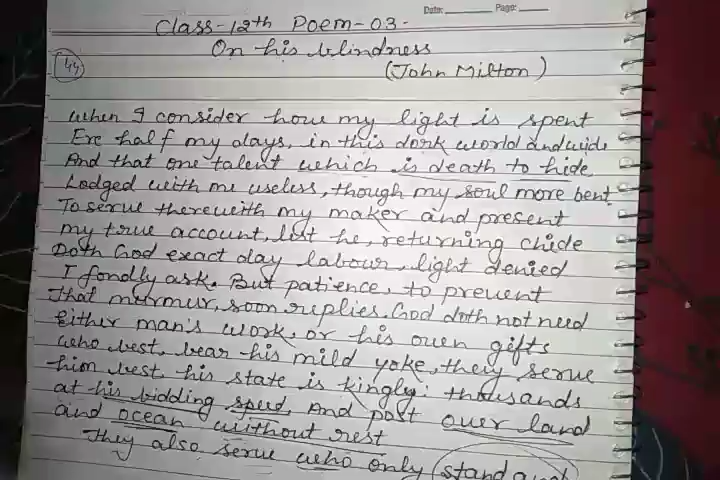 Date: ______ Page: ______
Class-12th Poem-03-
On his blindness
44
(John Milton)
when I consider how my light is spent
Ere half my days, in this dark world and wide
And that one talent which is death to hide
Lodged with me useless, though my soul more bent
To serve therewith my maker and present
my true account, lest he, returning chide
Doth God exact day labour, light denied
I fondly ask. But patience, to prevent
That murmur, soon replies, God doth not need
Either man's work, or his own gifts
who best, bear his mild yoke, they serve
him best. his state is kingly: thousands
at his bidding speed, And post over land
and ocean without rest
They also serve who only stand and